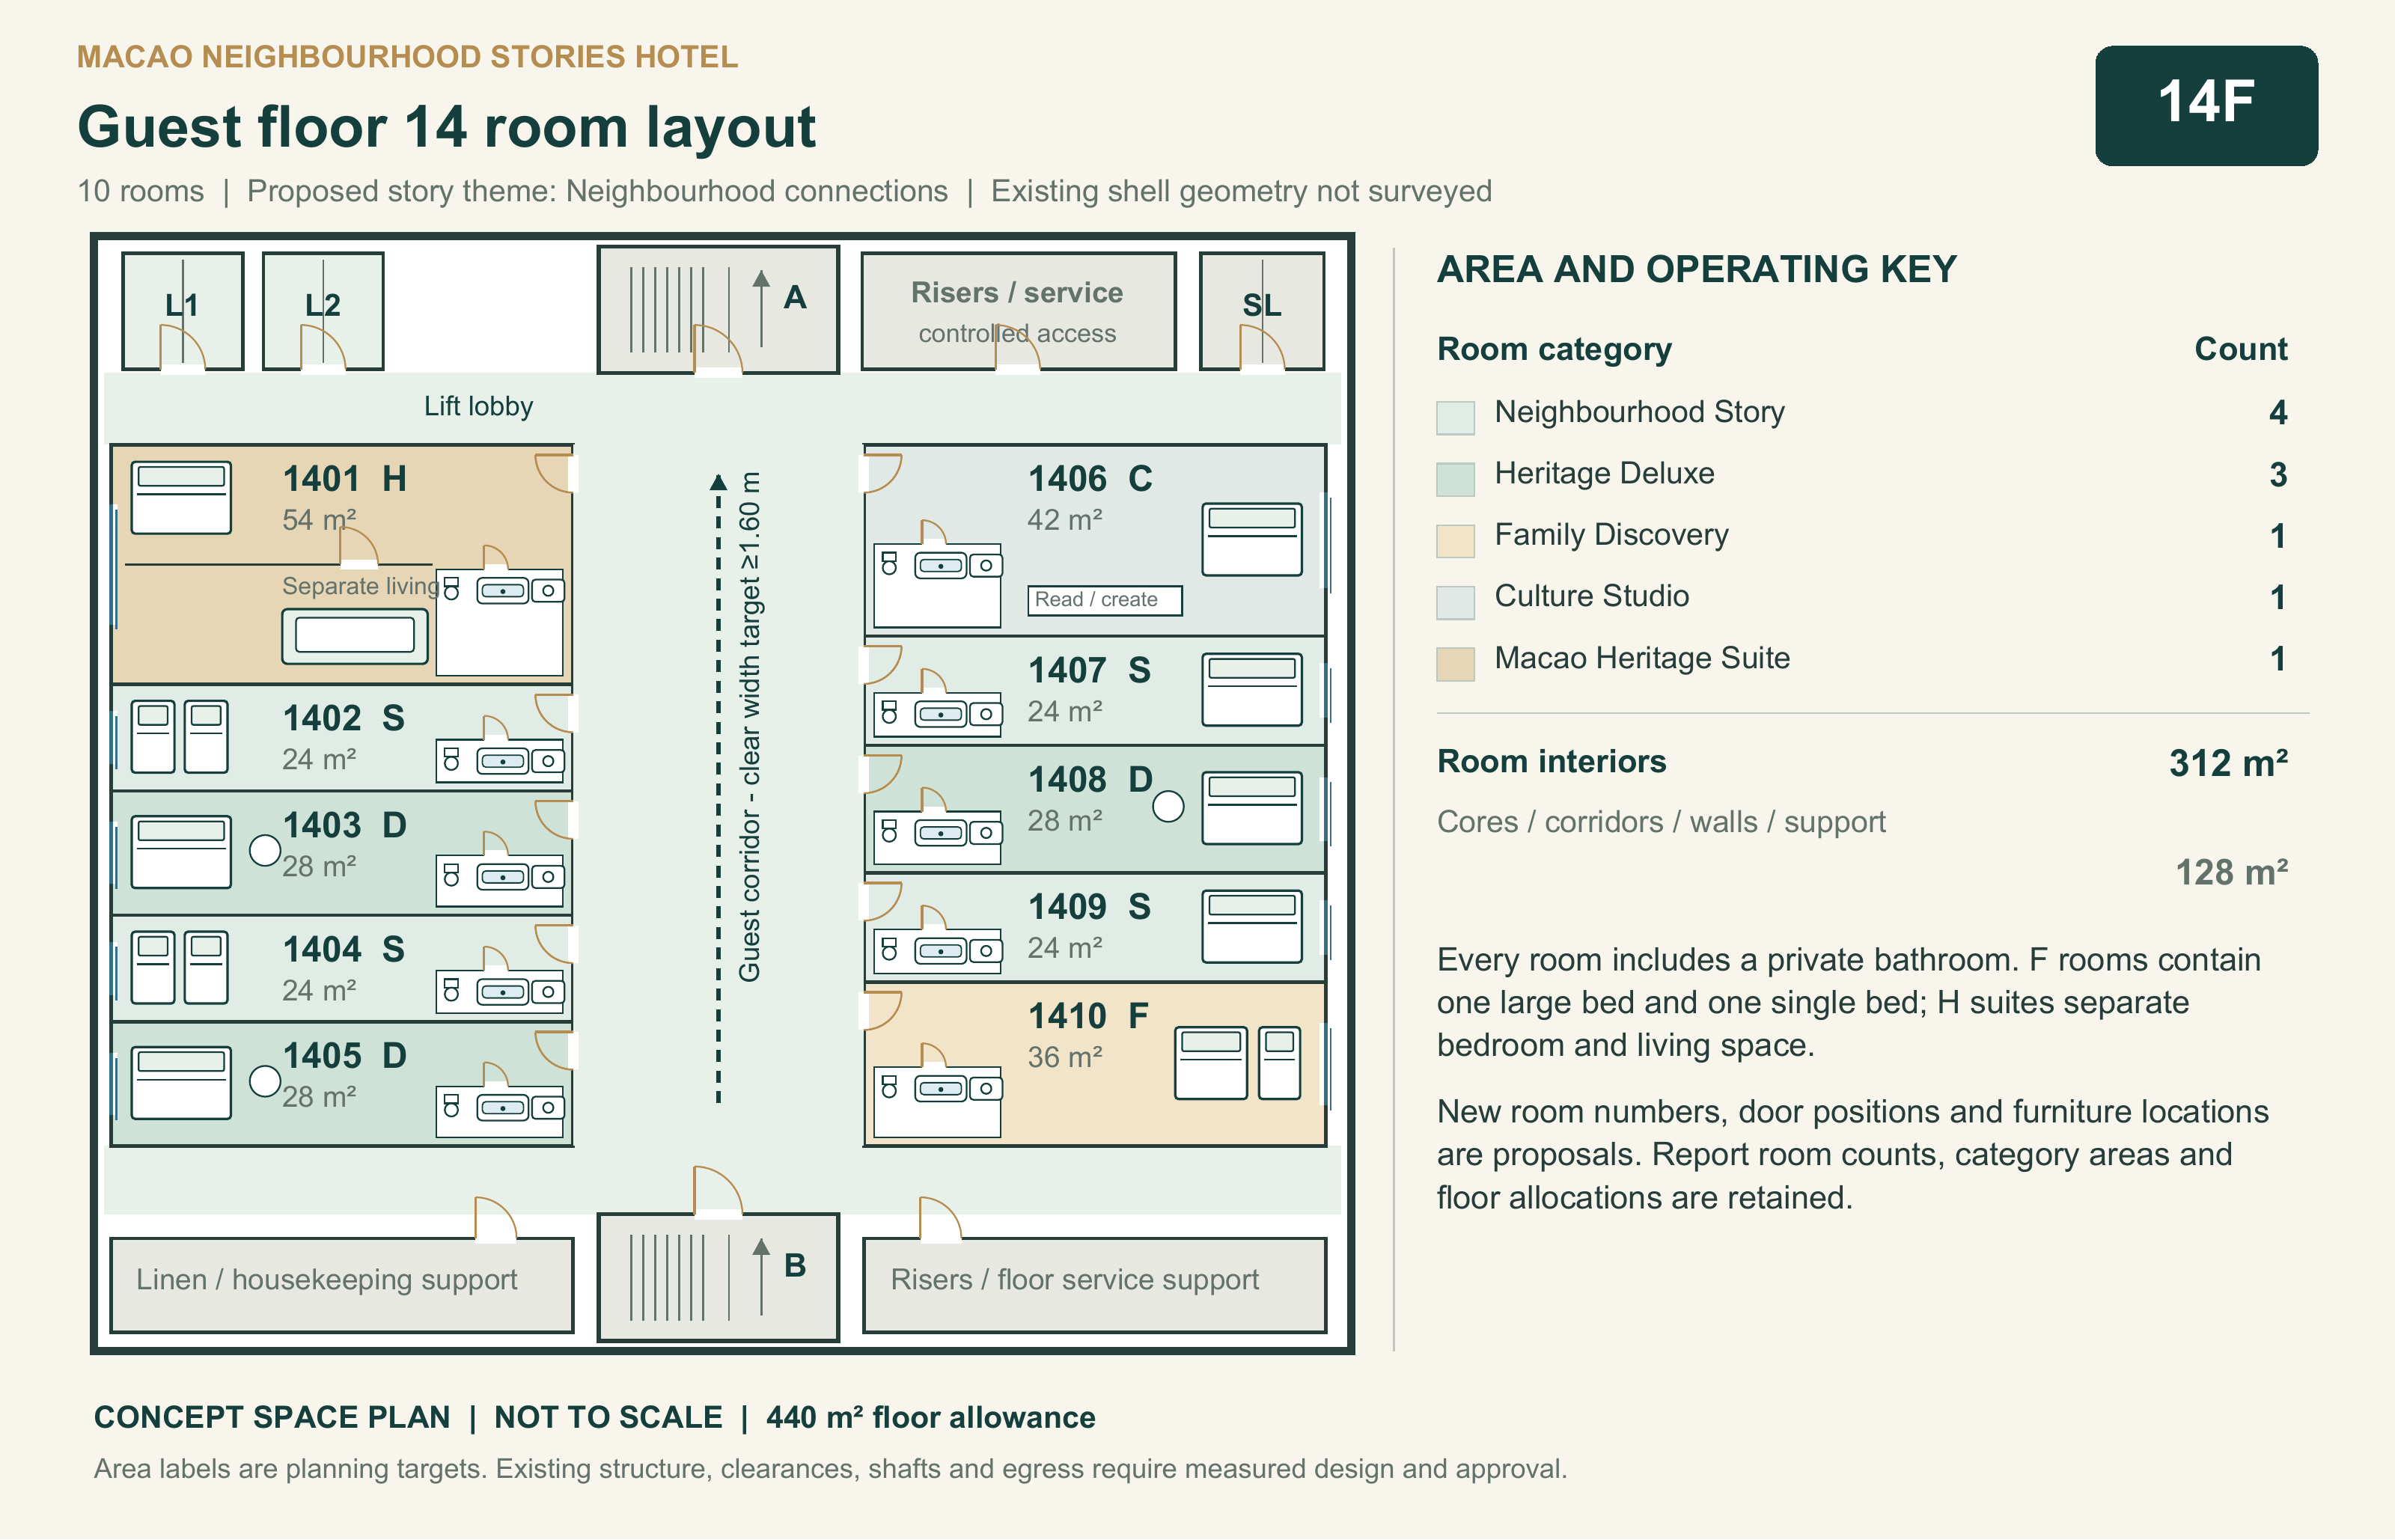 MACAO NEIGHBOURHOOD STORIES HOTEL
Guest floor 14 room layout
14F
10 rooms | Proposed story theme: Neighbourhood connections | Existing shell geometry not surveyed
L1
L2
A
Risers / service
controlled access
SL
Lift lobby
1401 H
54 m²
Separate living
1402 S
24 m²
1403 D
28 m²
1404 S
24 m²
1405 D
28 m²
Guest corridor - clear width target ≥1.60 m
1406 C
42 m²
Read / create
1407 S
24 m²
1408 D
28 m²
1409 S
24 m²
1410 F
36 m²
Linen / housekeeping support
B
Risers / floor service support
AREA AND OPERATING KEY
Room category Count
Neighbourhood Story 4
Heritage Deluxe 3
Family Discovery 1
Culture Studio 1
Macao Heritage Suite 1
Room interiors 312 m²
Cores / corridors / walls / support
128 m²
Every room includes a private bathroom. F rooms contain
one large bed and one single bed; H suites separate
bedroom and living space.
New room numbers, door positions and furniture locations
are proposals. Report room counts, category areas and
floor allocations are retained.
CONCEPT SPACE PLAN | NOT TO SCALE | 440 m² floor allowance
Area labels are planning targets. Existing structure, clearances, shafts and egress require measured design and approval.